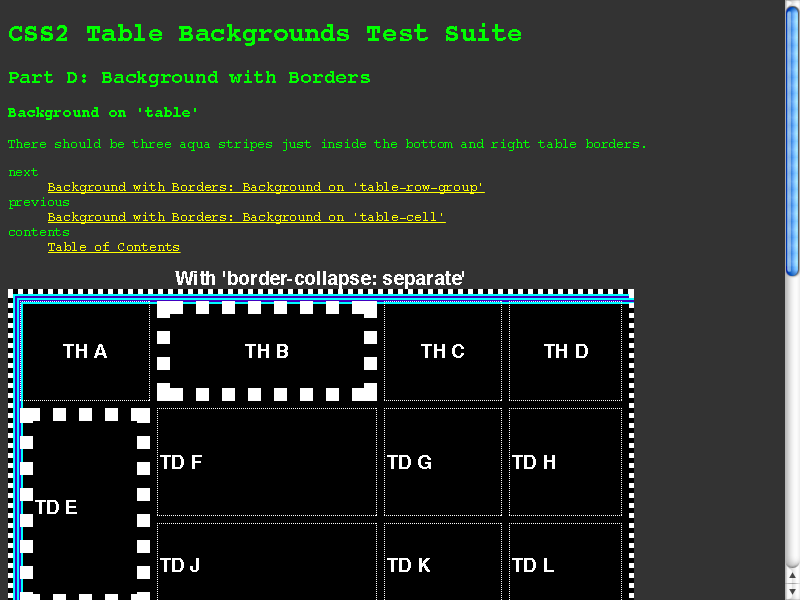 CSS2 Table Backgrounds Test Suite
Part D: Background with Borders
Background on 'table'
There should be three aqua stripes just inside the bottom and right table borders.
next
Background with Borders: Background on 'table-row-group'
previous
Background with Borders: Background on 'table-cell'
contents
Table of Contents
With 'border-collapse: separate'
TH A TH B TH C TH D
TD E TD F TD G TD H
TD J TD K TD L